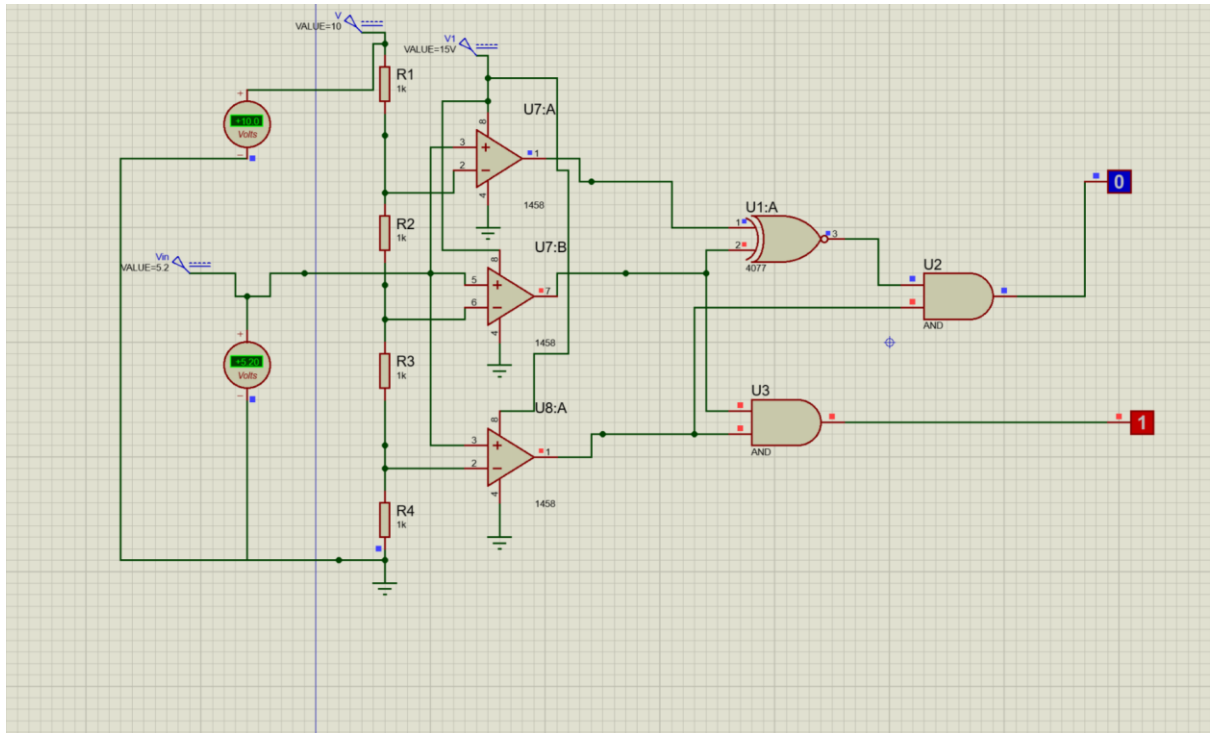 V
VALUE=10
V1
VALUE=15V
R1
1k
+
+10.0
Volts
U7:A
8
3
+
1
2
−
4
1458
R2
1k
U7:B
8
5
+
7
6
−
4
1458
Vin
VALUE=5.2
+
+5.20
Volts
−
R3
1k
U8:A
8
3
+
1
2
−
4
1458
R4
1k
U1:A
1
2
3
4077
U2
AND
U3
AND
0
1